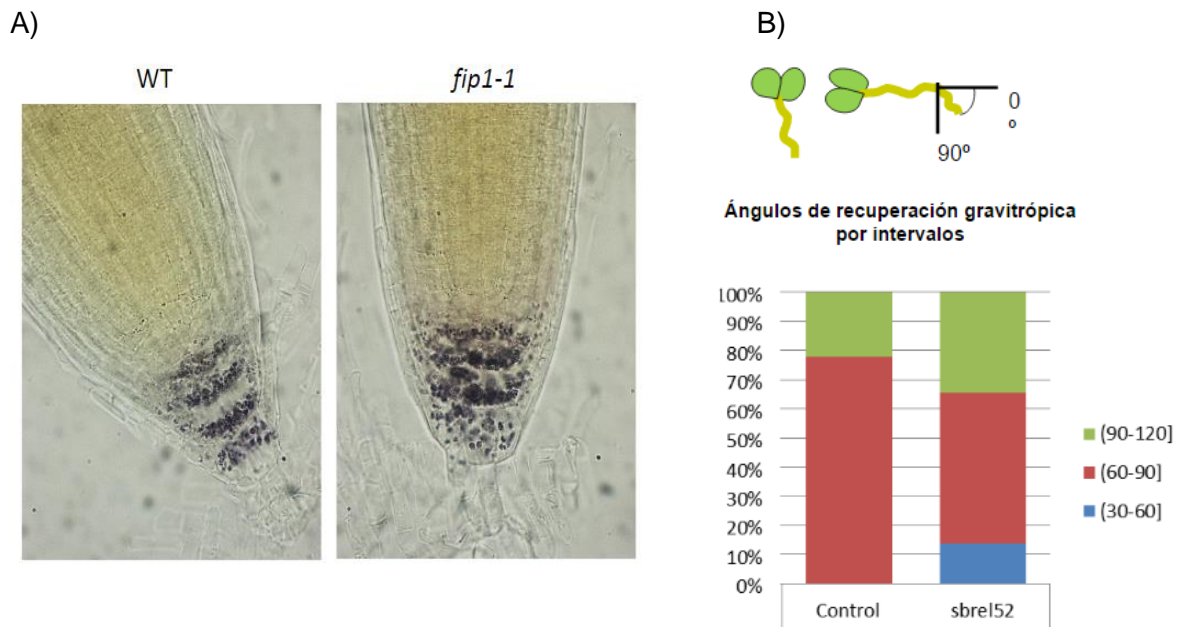 A)
B)
WT
fip1-1
0
º
90º
Ángulos de recuperación gravitrópica
por intervalos
100%
90%
80%
70%
60%
50%
40%
30%
20%
10%
0%
(90-120]
(60-90]
(30-60]
Control
sbrel52